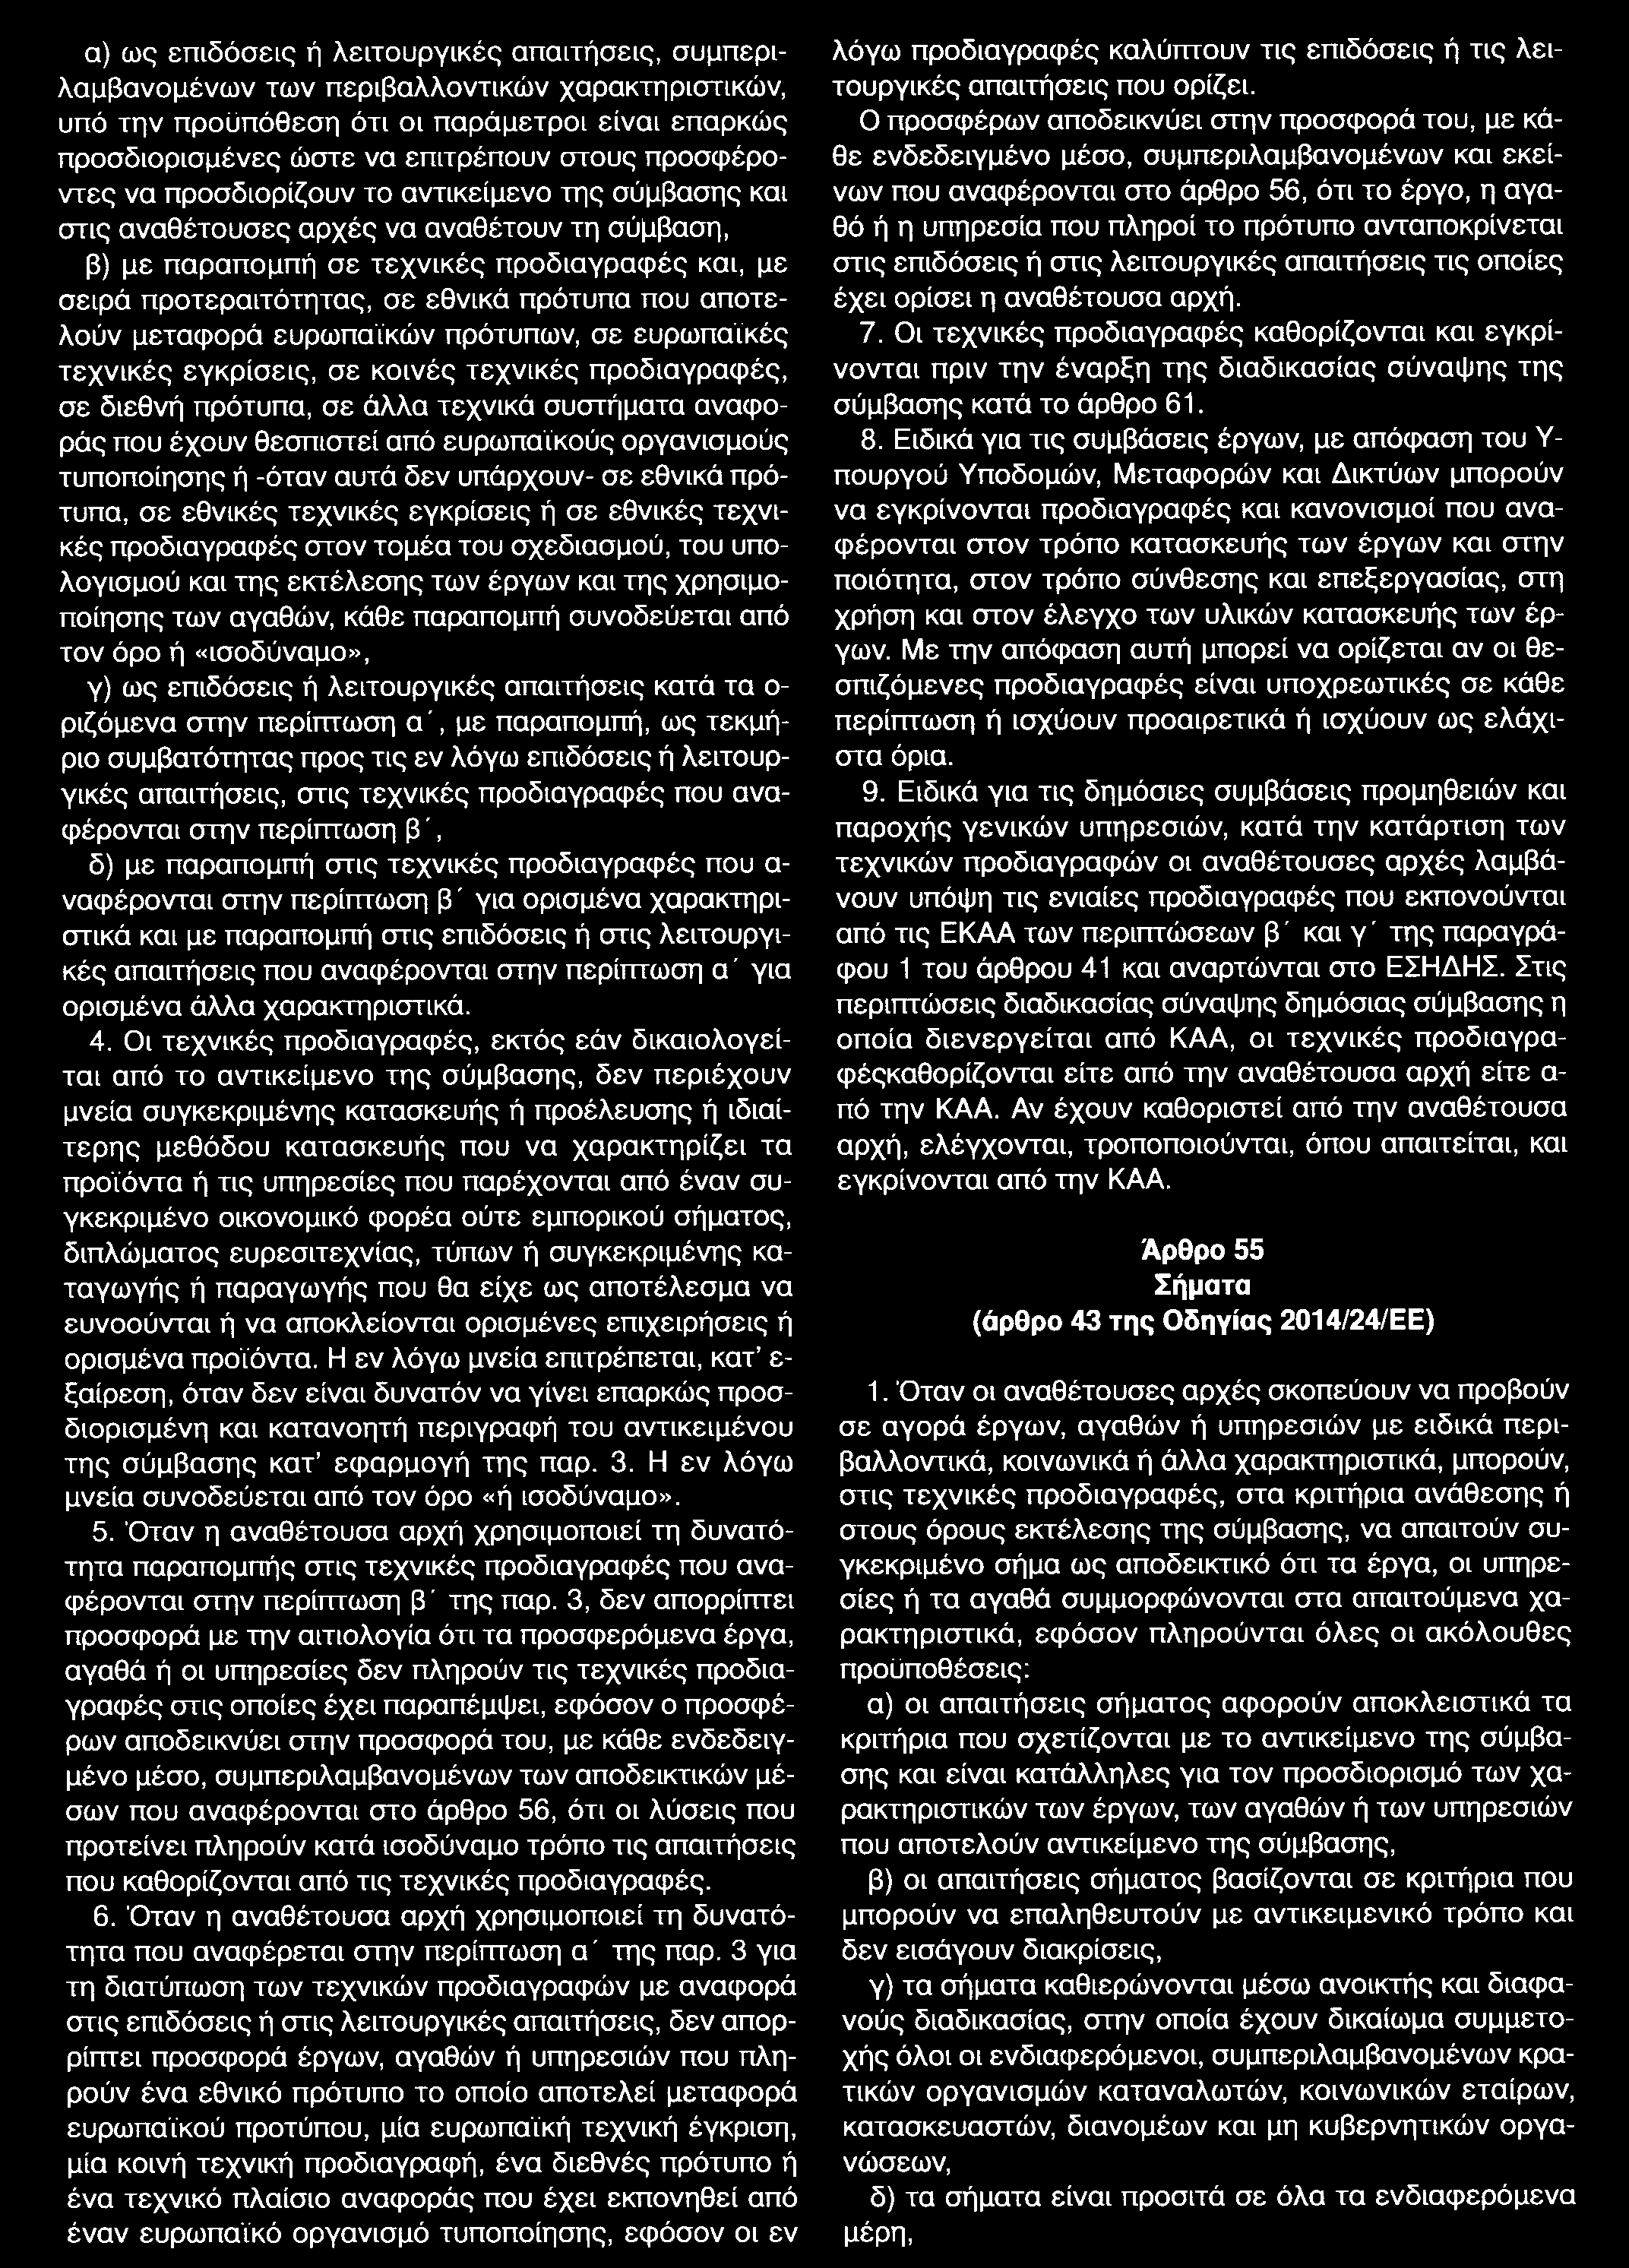 α) ως επιδόσεις ή λειτουργικές απαιτήσεις, συμπερι-
λαμβανομένων των περιβαλλοντικών χαρακτηριστικών,
υπό την προϋπόθεση ότι οι παράμετροι είναι επαρκώς
προσδιορισμένες ώστε να επιτρέπουν στους προσφέρο-
ντες να προσδιορίζουν το αντικείμενο της σύμβασης και
στις αναθέτουσες αρχές να αναθέτουν τη σύμβαση,
β) με παραπομπή σε τεχνικές προδιαγραφές και, με
σειρά προτεραιτότητας, σε εθνικά πρότυπα που αποτε-
λούν μεταφορά ευρωπαϊκών πρότυπων, σε ευρωπαϊκές
τεχνικές εγκρίσεις, σε κοινές τεχνικές προδιαγραφές,
σε διεθνή πρότυπα, σε άλλα τεχνικά συστήματα αναφο-
ράς που έχουν θεσπιστεί από ευρωπαϊκούς οργανισμούς
τυποποίησης ή -όταν αυτά δεν υπάρχουν- σε εθνικά πρό-
τυπα, σε εθνικές τεχνικές εγκρίσεις ή σε εθνικές τεχνι-
κές προδιαγραφές στον τομέα του σχεδιασμού, του υπο-
λογισμού και της εκτέλεσης των έργων και της χρησιμο-
ποίησης των αγαθών, κάθε παραπομπή συνοδεύεται από
τον όρο ή «ισοδύναμο»,
γ) ως επιδόσεις ή λειτουργικές απαιτήσεις κατά τα ο-
ριζόμενα στην περίπτωση α΄, με παραπομπή, ως τεκμή-
ριο συμβατότητας προς τις εν λόγω επιδόσεις ή λειτουρ-
γικές απαιτήσεις, στις τεχνικές προδιαγραφές που ανα-
φέρονται στην περίπτωση β΄,
δ) με παραπομπή στις τεχνικές προδιαγραφές που α-
ναφέρονται στην περίπτωση β΄ για ορισμένα χαρακτηρι-
στικά και με παραπομπή στις επιδόσεις ή στις λειτουργι-
κές απαιτήσεις που αναφέρονται στην περίπτωση α΄ για
ορισμένα άλλα χαρακτηριστικά.
4. Οι τεχνικές προδιαγραφές, εκτός εάν δικαιολογεί-
ται από το αντικείμενο της σύμβασης, δεν περιέχουν
μνεία συγκεκριμένης κατασκευής ή προέλευσης ή ιδιαί-
τερης μεθόδου κατασκευής που να χαρακτηρίζει τα
προϊόντα ή τις υπηρεσίες που παρέχονται από έναν συ-
γκεκριμένο οικονομικό φορέα ούτε εμπορικού σήματος,
διπλώματος ευρεσιτεχνίας, τύπων ή συγκεκριμένης κα-
ταγωγής ή παραγωγής που θα είχε ως αποτέλεσμα να
ευνοούνται ή να αποκλείονται ορισμένες επιχειρήσεις ή
ορισμένα προϊόντα. Η εν λόγω μνεία επιτρέπεται, κατ' ε-
ξαίρεση, όταν δεν είναι δυνατόν να γίνει επαρκώς προσ-
διορισμένη και κατανοητή περιγραφή του αντικειμένου
της σύμβασης κατ' εφαρμογή της παρ. 3. Η εν λόγω
μνεία συνοδεύεται από τον όρο «ή ισοδύναμο».
5. Όταν η αναθέτουσα αρχή χρησιμοποιεί τη δυνατό-
τητα παραπομπής στις τεχνικές προδιαγραφές που ανα-
φέρονται στην περίπτωση β΄ της παρ. 3, δεν απορρίπτει
προσφορά με την αιτιολογία ότι τα προσφερόμενα έργα,
αγαθά ή οι υπηρεσίες δεν πληρούν τις τεχνικές προδια-
γραφές στις οποίες έχει παραπέμψει, εφόσον ο προσφέ-
ρων αποδεικνύει στην προσφορά του, με κάθε ενδεδειγ-
μένο μέσο, συμπεριλαμβανομένων των αποδεικτικών μέ-
σων που αναφέρονται στο άρθρο 56, ότι οι λύσεις που
προτείνει πληρούν κατά ισοδύναμο τρόπο τις απαιτήσεις
που καθορίζονται από τις τεχνικές προδιαγραφές.
6. Όταν η αναθέτουσα αρχή χρησιμοποιεί τη δυνατό-
τητα που αναφέρεται στην περίπτωση α΄ της παρ. 3 για
τη διατύπωση των τεχνικών προδιαγραφών με αναφορά
στις επιδόσεις ή στις λειτουργικές απαιτήσεις, δεν απορ-
ρίπτει προσφορά έργων, αγαθών ή υπηρεσιών που πλη-
ρούν ένα εθνικό πρότυπο το οποίο αποτελεί μεταφορά
ευρωπαϊκού προτύπου, μία ευρωπαϊκή τεχνική έγκριση,
μία κοινή τεχνική προδιαγραφή, ένα διεθνές πρότυπο ή
ένα τεχνικό πλαίσιο αναφοράς που έχει εκπονηθεί από
έναν ευρωπαϊκό οργανισμό τυποποίησης, εφόσον οι εν
λόγω προδιαγραφές καλύπτουν τις επιδόσεις ή τις λει-
τουργικές απαιτήσεις που ορίζει.
Ο προσφέρων αποδεικνύει στην προσφορά του, με κά-
θε ενδεδειγμένο μέσο, συμπεριλαμβανομένων και εκεί-
νων που αναφέρονται στο άρθρο 56, ότι το έργο, η αγα-
θό ή η υπηρεσία που πληροί το πρότυπο ανταποκρίνεται
στις επιδόσεις ή στις λειτουργικές απαιτήσεις τις οποίες
έχει ορίσει η αναθέτουσα αρχή.
7. Οι τεχνικές προδιαγραφές καθορίζονται και εγκρί-
νονται πριν την έναρξη της διαδικασίας σύναψης της
σύμβασης κατά το άρθρο 61.
8. Ειδικά για τις συμβάσεις έργων, με απόφαση του Υ-
πουργού Υποδομών, Μεταφορών και Δικτύων μπορούν
να εγκρίνονται προδιαγραφές και κανονισμοί που ανα-
φέρονται στον τρόπο κατασκευής των έργων και στην
ποιότητα, στον τρόπο σύνθεσης και επεξεργασίας, στη
χρήση και στον έλεγχο των υλικών κατασκευής των έρ-
γων. Με την απόφαση αυτή μπορεί να ορίζεται αν οι θε-
σπιζόμενες προδιαγραφές είναι υποχρεωτικές σε κάθε
περίπτωση ή ισχύουν προαιρετικά ή ισχύουν ως ελάχι-
στα όρια.
9. Ειδικά για τις δημόσιες συμβάσεις προμηθειών και
παροχής γενικών υπηρεσιών, κατά την κατάρτιση των
τεχνικών προδιαγραφών οι αναθέτουσες αρχές λαμβά-
νουν υπόψη τις ενιαίες προδιαγραφές που εκπονούνται
από τις ΕΚΑΑ των περιπτώσεων β΄ και γ΄ της παραγρά-
φου 1 του άρθρου 41 και αναρτώνται στο ΕΣΗΔΗΣ. Στις
περιπτώσεις διαδικασίας σύναψης δημόσιας σύμβασης η
οποία διενεργείται από ΚΑΑ, οι τεχνικές προδιαγρα-
φέςκαθορίζονται είτε από την αναθέτουσα αρχή είτε α-
πό την ΚΑΑ. Αν έχουν καθοριστεί από την αναθέτουσα
αρχή, ελέγχονται, τροποποιούνται, όπου απαιτείται, και
εγκρίνονται από την ΚΑΑ.
Άρθρο 55
Σήματα
(άρθρο 43 της Οδηγίας 2014/24/ΕΕ)
1. Όταν οι αναθέτουσες αρχές σκοπεύουν να προβούν
σε αγορά έργων, αγαθών ή υπηρεσιών με ειδικά περι-
βαλλοντικά, κοινωνικά ή άλλα χαρακτηριστικά, μπορούν,
στις τεχνικές προδιαγραφές, στα κριτήρια ανάθεσης ή
στους όρους εκτέλεσης της σύμβασης, να απαιτούν συ-
γκεκριμένο σήμα ως αποδεικτικό ότι τα έργα, οι υπηρε-
σίες ή τα αγαθά συμμορφώνονται στα απαιτούμενα χα-
ρακτηριστικά, εφόσον πληρούνται όλες οι ακόλουθες
προϋποθέσεις:
α) οι απαιτήσεις σήματος αφορούν αποκλειστικά τα
κριτήρια που σχετίζονται με το αντικείμενο της σύμβα-
σης και είναι κατάλληλες για τον προσδιορισμό των χα-
ρακτηριστικών των έργων, των αγαθών ή των υπηρεσιών
που αποτελούν αντικείμενο της σύμβασης,
β) οι απαιτήσεις σήματος βασίζονται σε κριτήρια που
μπορούν να επαληθευτούν με αντικειμενικό τρόπο και
δεν εισάγουν διακρίσεις,
γ) τα σήματα καθιερώνονται μέσω ανοικτής και διαφα-
νούς διαδικασίας, στην οποία έχουν δικαίωμα συμμετο-
χής όλοι οι ενδιαφερόμενοι, συμπεριλαμβανομένων κρα-
τικών οργανισμών καταναλωτών, κοινωνικών εταίρων,
κατασκευαστών, διανομέων και μη κυβερνητικών οργα-
νώσεων,
δ) τα σήματα είναι προσιτά σε όλα τα ενδιαφερόμενα
μέρη,